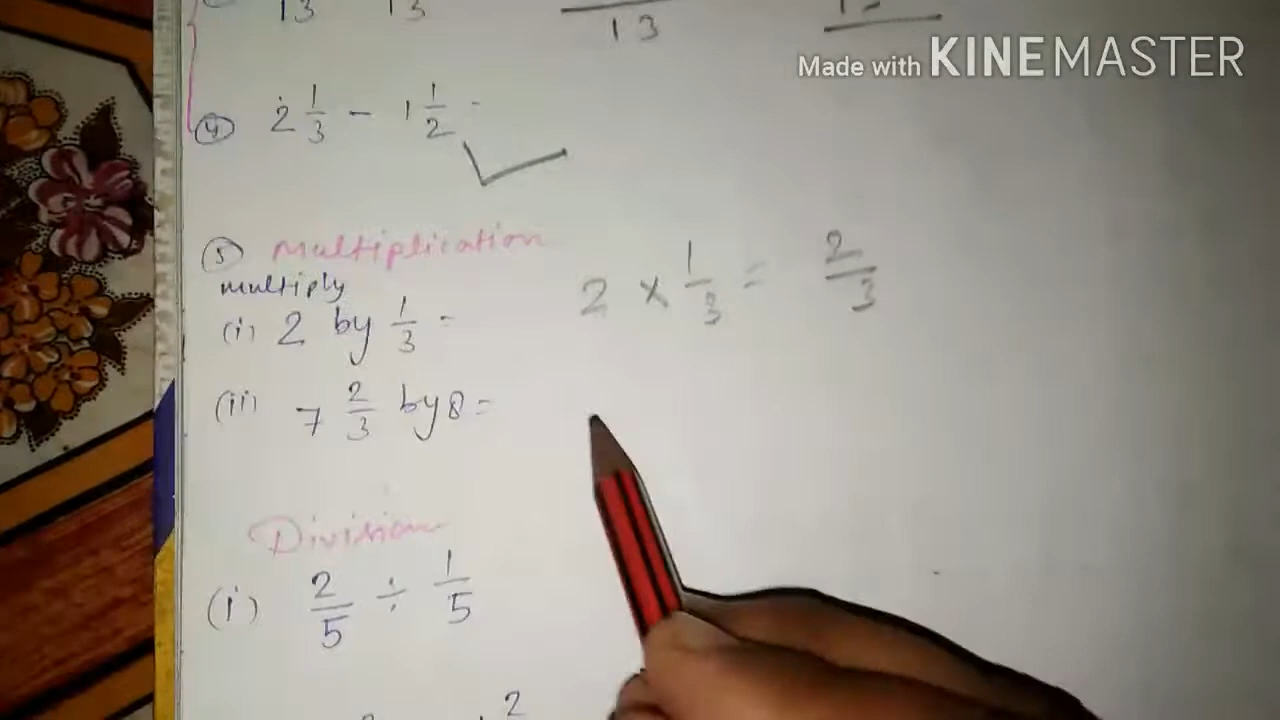 13 13 13
Made with KINEMASTER
(4) 2 1/3 - 1 1/2 -
(5) Multiplication
multiply
(i) 2 by 1/3 = 2 × 1/3 = 2/3
(ii) 7 2/3 by 8 =
Division
(i) 2/5 ÷ 1/5
2